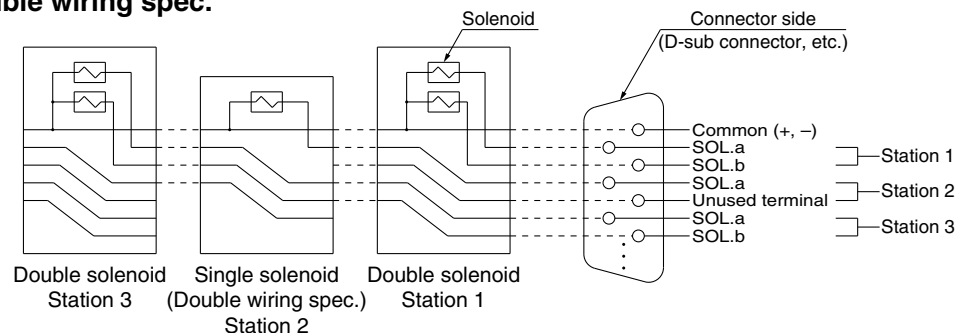 ble wiring spec.
Solenoid
Connector side
(D-sub connector, etc.)
Common (+, –)
SOL.a
SOL.b
SOL.a
Unused terminal
SOL.a
SOL.b
Station 1
Station 2
Station 3
Double solenoid
Station 3
Single solenoid
(Double wiring spec.)
Station 2
Double solenoid
Station 1